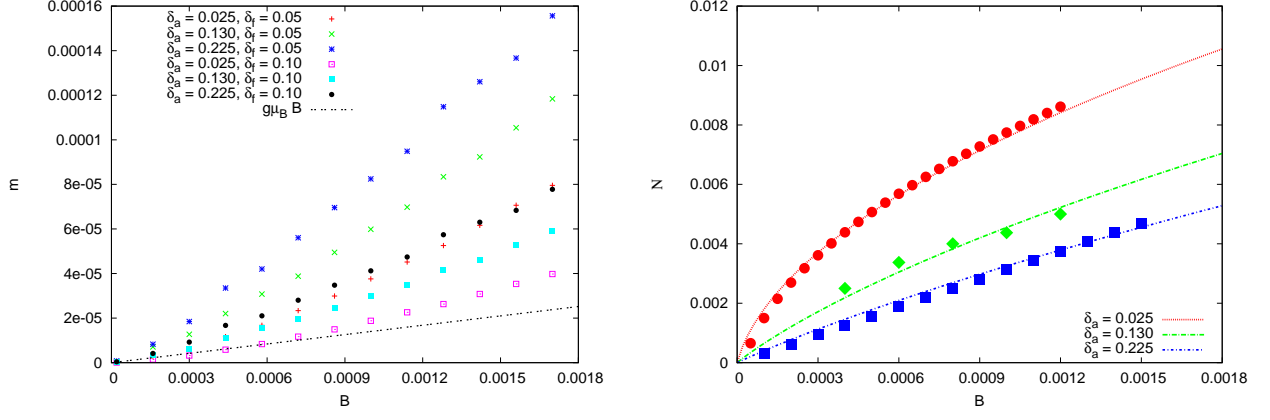 0.00016
0.00014
0.00012
0.0001
8e-05
6e-05
4e-05
2e-05
0
m
δa = 0.025, δf = 0.05
δa = 0.130, δf = 0.05
δa = 0.225, δf = 0.05
δa = 0.025, δf = 0.10
δa = 0.130, δf = 0.10
δa = 0.225, δf = 0.10
gμB B
0 0.0003 0.0006 0.0009 0.0012 0.0015 0.0018
B
0.012
0.01
0.008
0.006
0.004
0.002
0
N
δa = 0.025
δa = 0.130
δa = 0.225
0 0.0003 0.0006 0.0009 0.0012 0.0015 0.0018
B